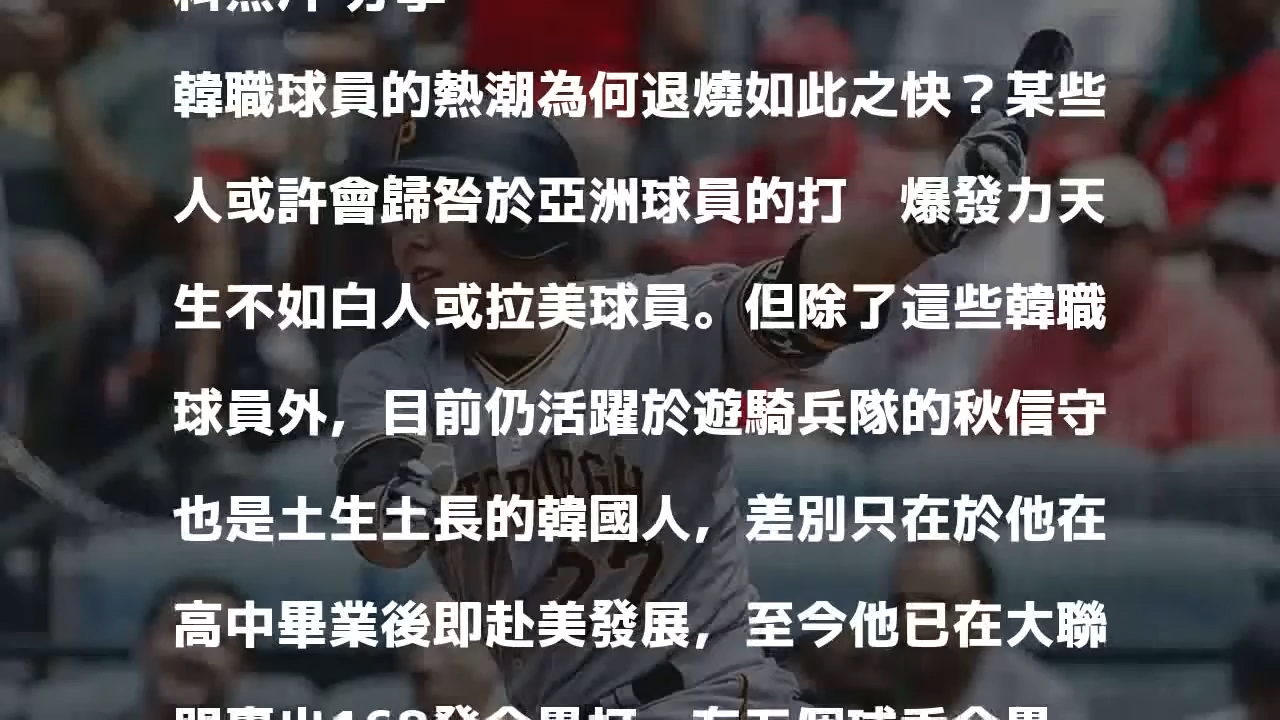 韓職球員的熱潮為何退燒如此之快？某些
人或許會歸咎於亞洲球員的打　爆發力天
生不如白人或拉美球員。但除了這些韓職
球員外，目前仍活躍於遊騎兵隊的秋信守
也是土生土長的韓國人，差別只在於他在
高中畢業後即赴美發展，至今他已在大聯
P
27